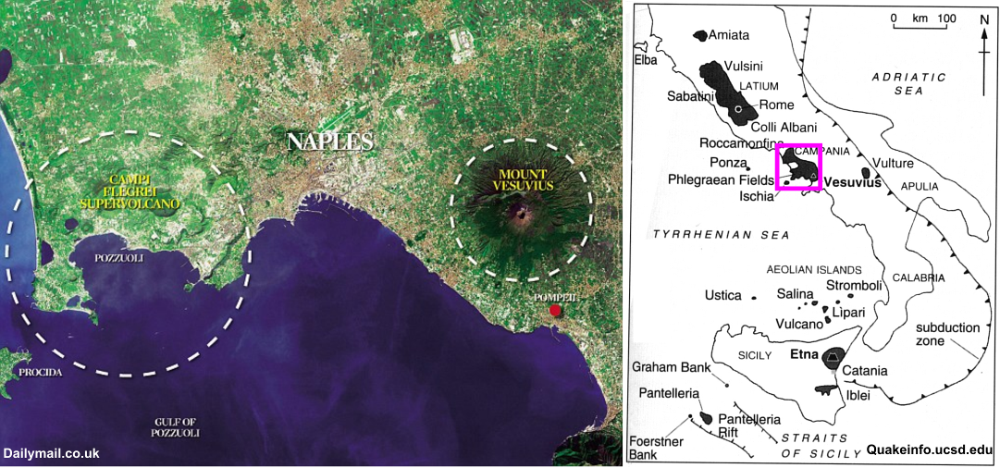 NAPLES
CAMPI
FLEGREI
SUPERVOLCANO
MOUNT
VESUVIUS
POZZUOLI
POMPEII
PROCIDA
GULF OF
POZZUOLI
Dailymail.co.uk
0 km 100
N
Amiata
Elba
Vulsini
LATIUM
ADRIATIC
SEA
Sabatini
Rome
Colli Albani
Roccamonfina
CAMPANIA
Ponza
Vulture
Phlegraean Fields
Vesuvius
APULIA
Ischia
TYRRHENIAN SEA
AEOLIAN ISLANDS
CALABRIA
Stromboli
Ustica
Salina
Lipari
Vulcano
subduction
zone
SICILY
Etna
Graham Bank
Catania
Pantelleria
Iblei
Pantelleria
Rift
Foerstner
Bank
STRAITS
OF SICILY
Quakeinfo.ucsd.edu